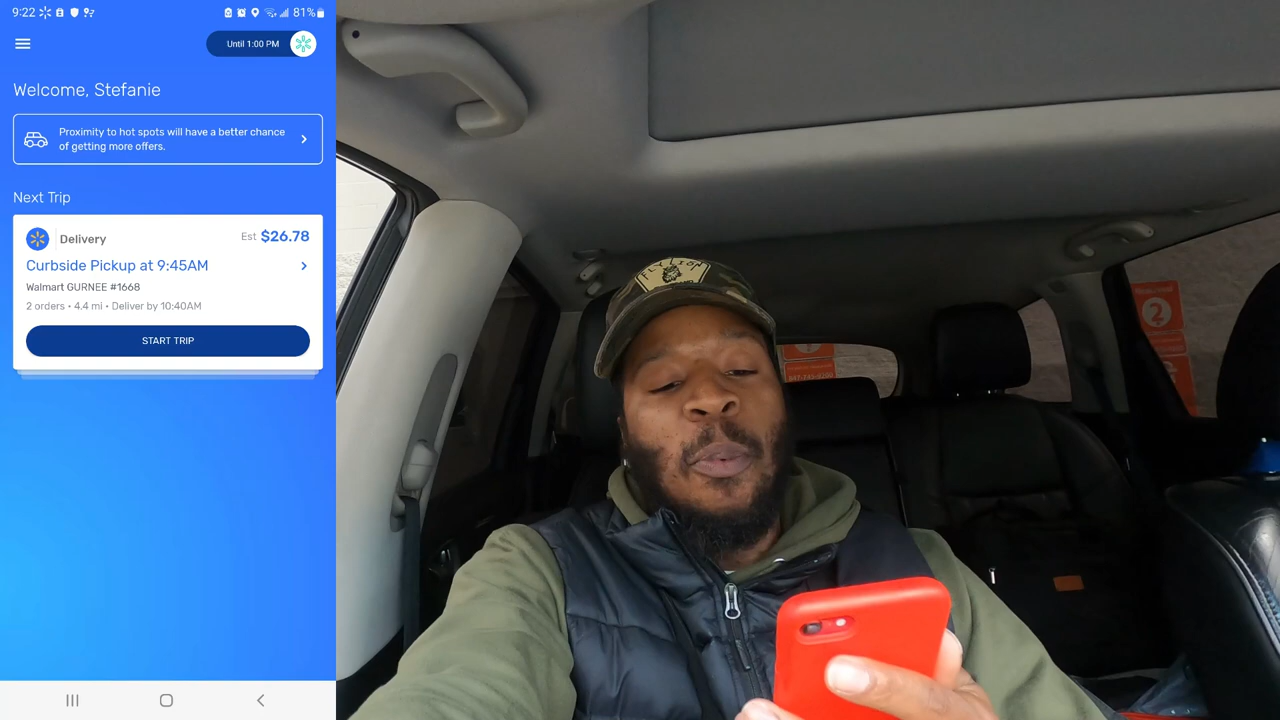 9:22
81%
Until 1:00 PM
Welcome, Stefanie
Proximity to hot spots will have a better chance
of getting more offers.
Next Trip
Delivery
Est $26.78
Curbside Pickup at 9:45AM
Walmart GURNEE #1668
2 orders • 4.4 mi • Deliver by 10:40AM
START TRIP
FLY LION
2